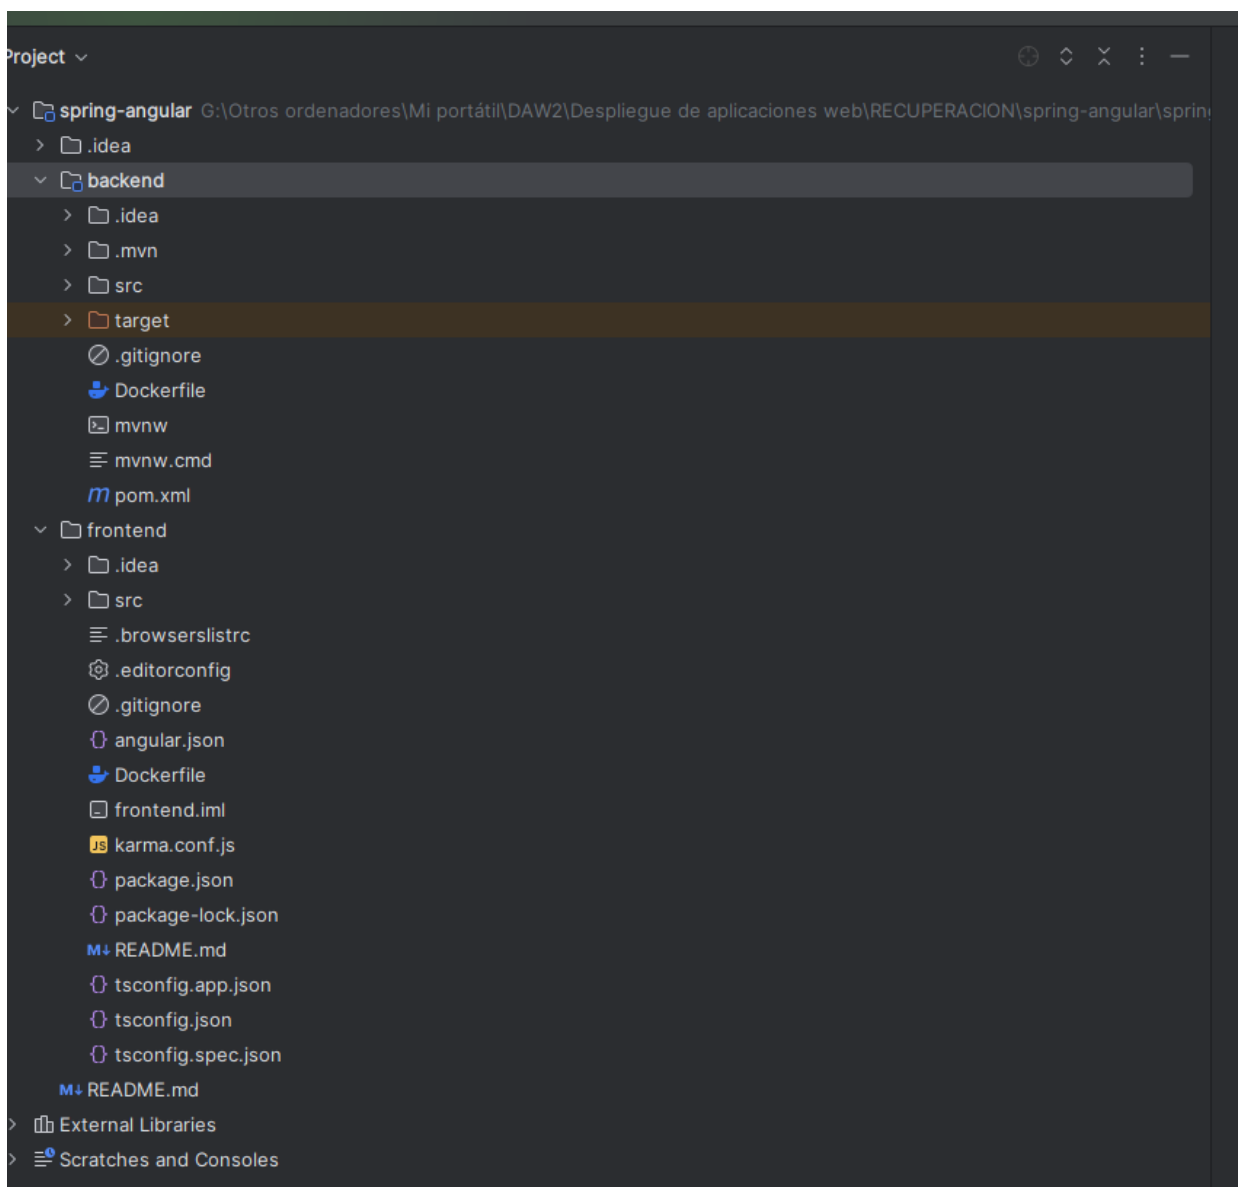 Project
spring-angular G:\Otros ordenadores\Mi portátil\DAW2\Despliegue de aplicaciones web\RECUPERACION\spring-angular\spring
.idea
backend
.idea
.mvn
src
target
.gitignore
Dockerfile
mvnw
mvnw.cmd
m pom.xml
frontend
.idea
src
.browserslistrc
.editorconfig
.gitignore
{} angular.json
Dockerfile
frontend.iml
JS karma.conf.js
{} package.json
{} package-lock.json
M↓ README.md
{} tsconfig.app.json
{} tsconfig.json
{} tsconfig.spec.json
M↓ README.md
External Libraries
Scratches and Consoles